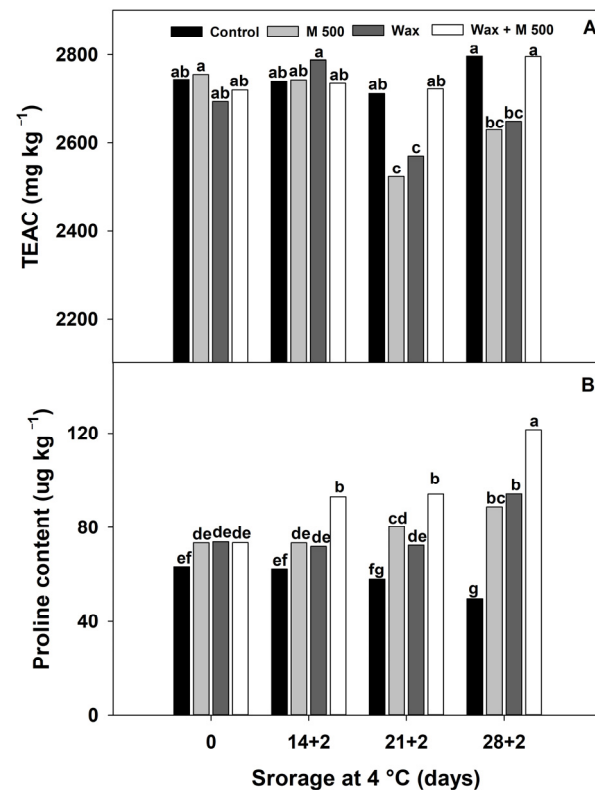 Control M 500 Wax Wax + M 500
A
TEAC (mg kg⁻¹)
2800
2600
2400
2200
ab a ab ab
ab ab a ab
ab c c ab
a bc bc a
B
Proline content (ug kg⁻¹)
120
80
40
0
ef de de de
ef de de b
fg cd de b
g bc b a
0 14+2 21+2 28+2
Srorage at 4 °C (days)